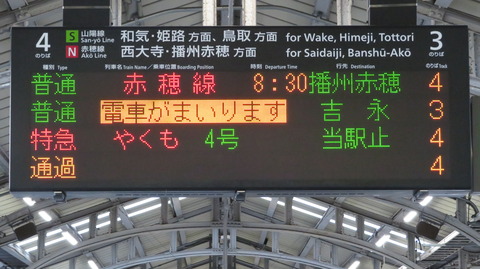 4 のりば S 山陽線 San-yō Line 和気・姫路方面、鳥取方面 for Wake, Himeji, Tottori 3 のりば
N 赤穂線 Akō Line 西大寺・播州赤穂方面 for Saidaiji, Banshū-Akō
種別 Type 列車名 Train Name/乗車位置 Boarding Position 時刻 Departure Time 行先 Destination のりば Track
普通 赤穂線 8:30 播州赤穂 4
普通 電車がまいります 吉永 3
特急 やくも 4号 当駅止 4
通過 4